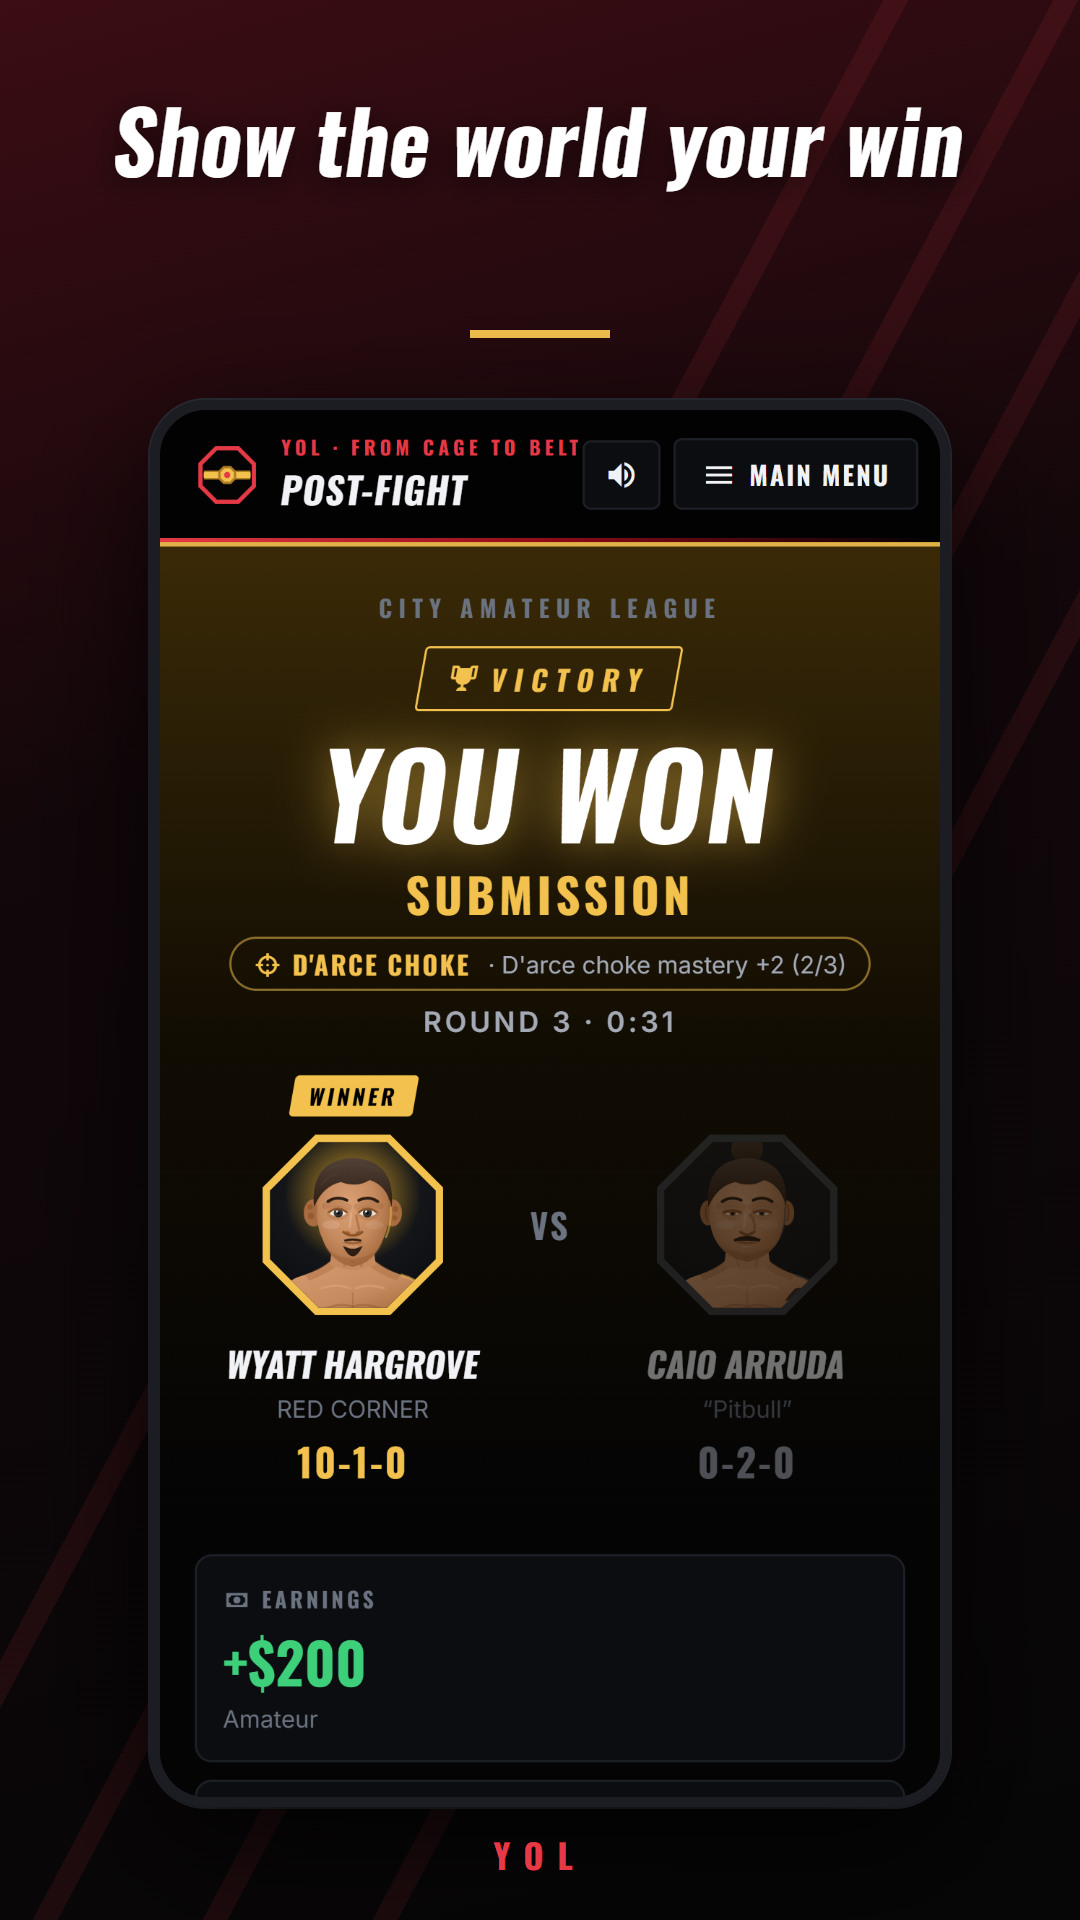 Show the world your win
YOL · FROM CAGE TO BELT
POST-FIGHT
MAIN MENU
CITY AMATEUR LEAGUE
VICTORY
YOU WON
SUBMISSION
D'ARCE CHOKE · D'arce choke mastery +2 (2/3)
ROUND 3 · 0:31
WINNER
VS
WYATT HARGROVE
RED CORNER
10-1-0
CAIO ARRUDA
“Pitbull”
0-2-0
EARNINGS
+$200
Amateur
YOL